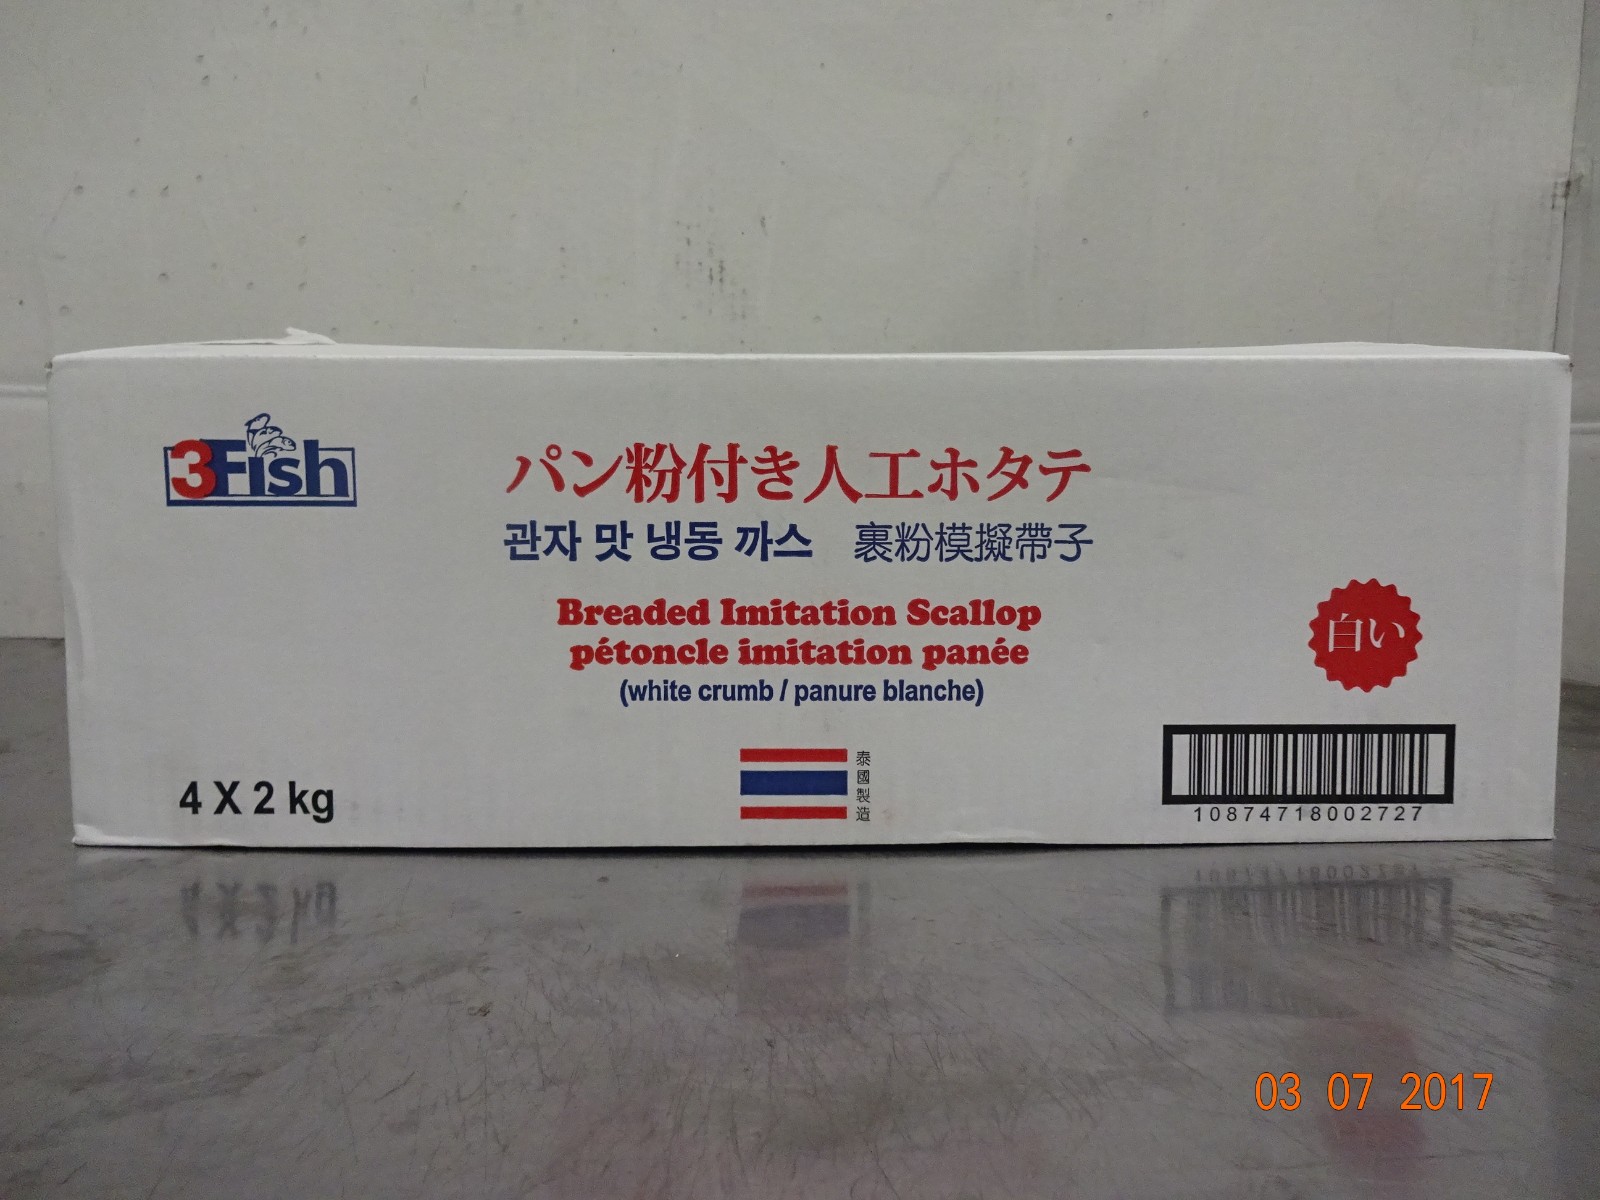 3Fish
パン粉付き人工ホタテ
관자 맛 냉동 까스 裹粉模擬帶子
Breaded Imitation Scallop
pétoncle imitation panée
(white crumb / panure blanche)
白い
4 X 2 kg
泰國製造
10874718002727
03 07 2017